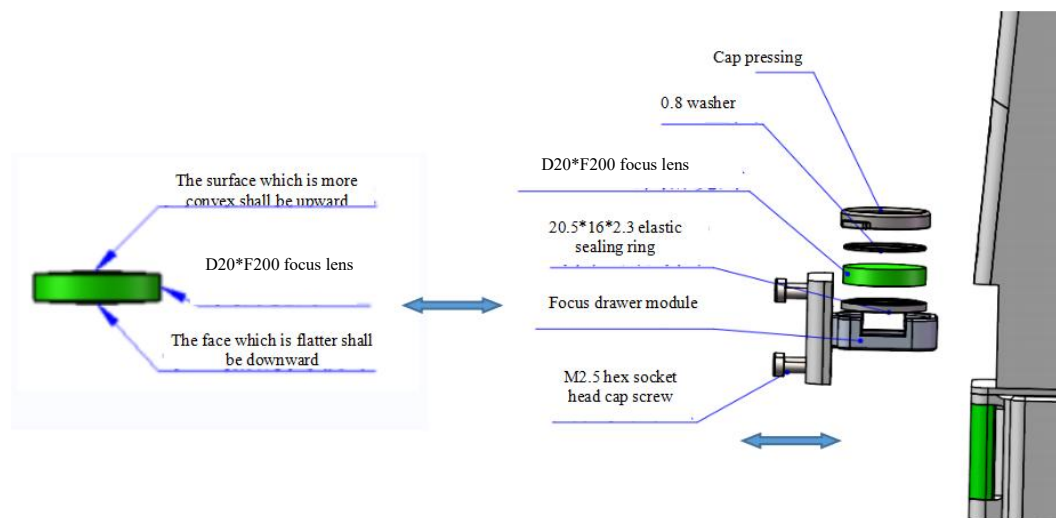 The surface which is more
convex shall be upward
D20*F200 focus lens
The face which is flatter shall
be downward
Cap pressing
0.8 washer
D20*F200 focus lens
20.5*16*2.3 elastic
sealing ring
Focus drawer module
M2.5 hex socket
head cap screw